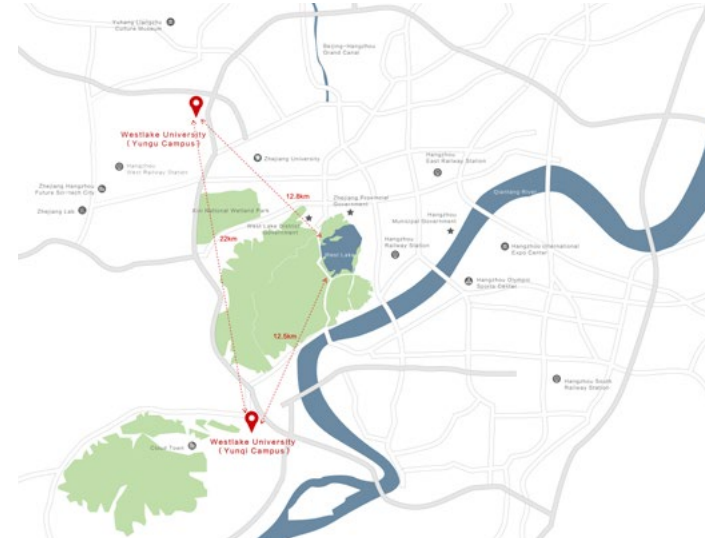 Yuhang Liangzhu
Culture Museum
Beijing-Hangzhou
Grand Canal
Westlake University
(Yungu Campus)
Zhejiang University
Hangzhou
West Railway Station
Hangzhou
East Railway Station
Zhejiang Hangzhou
Future Sci-tech City
Zhejiang Lab
Qiantang River
12.8km
Zhejiang Provincial
Government
Xixi National Wetland Park
West Lake District
Government
Hangzhou
Municipal Government
22km
West Lake
Hangzhou
Railway Station
Hangzhou International
Expo Center
Hangzhou Olympic
Sports Center
12.5km
Hangzhou South
Railway Station
Westlake University
(Yunqi Campus)
Cloud Town